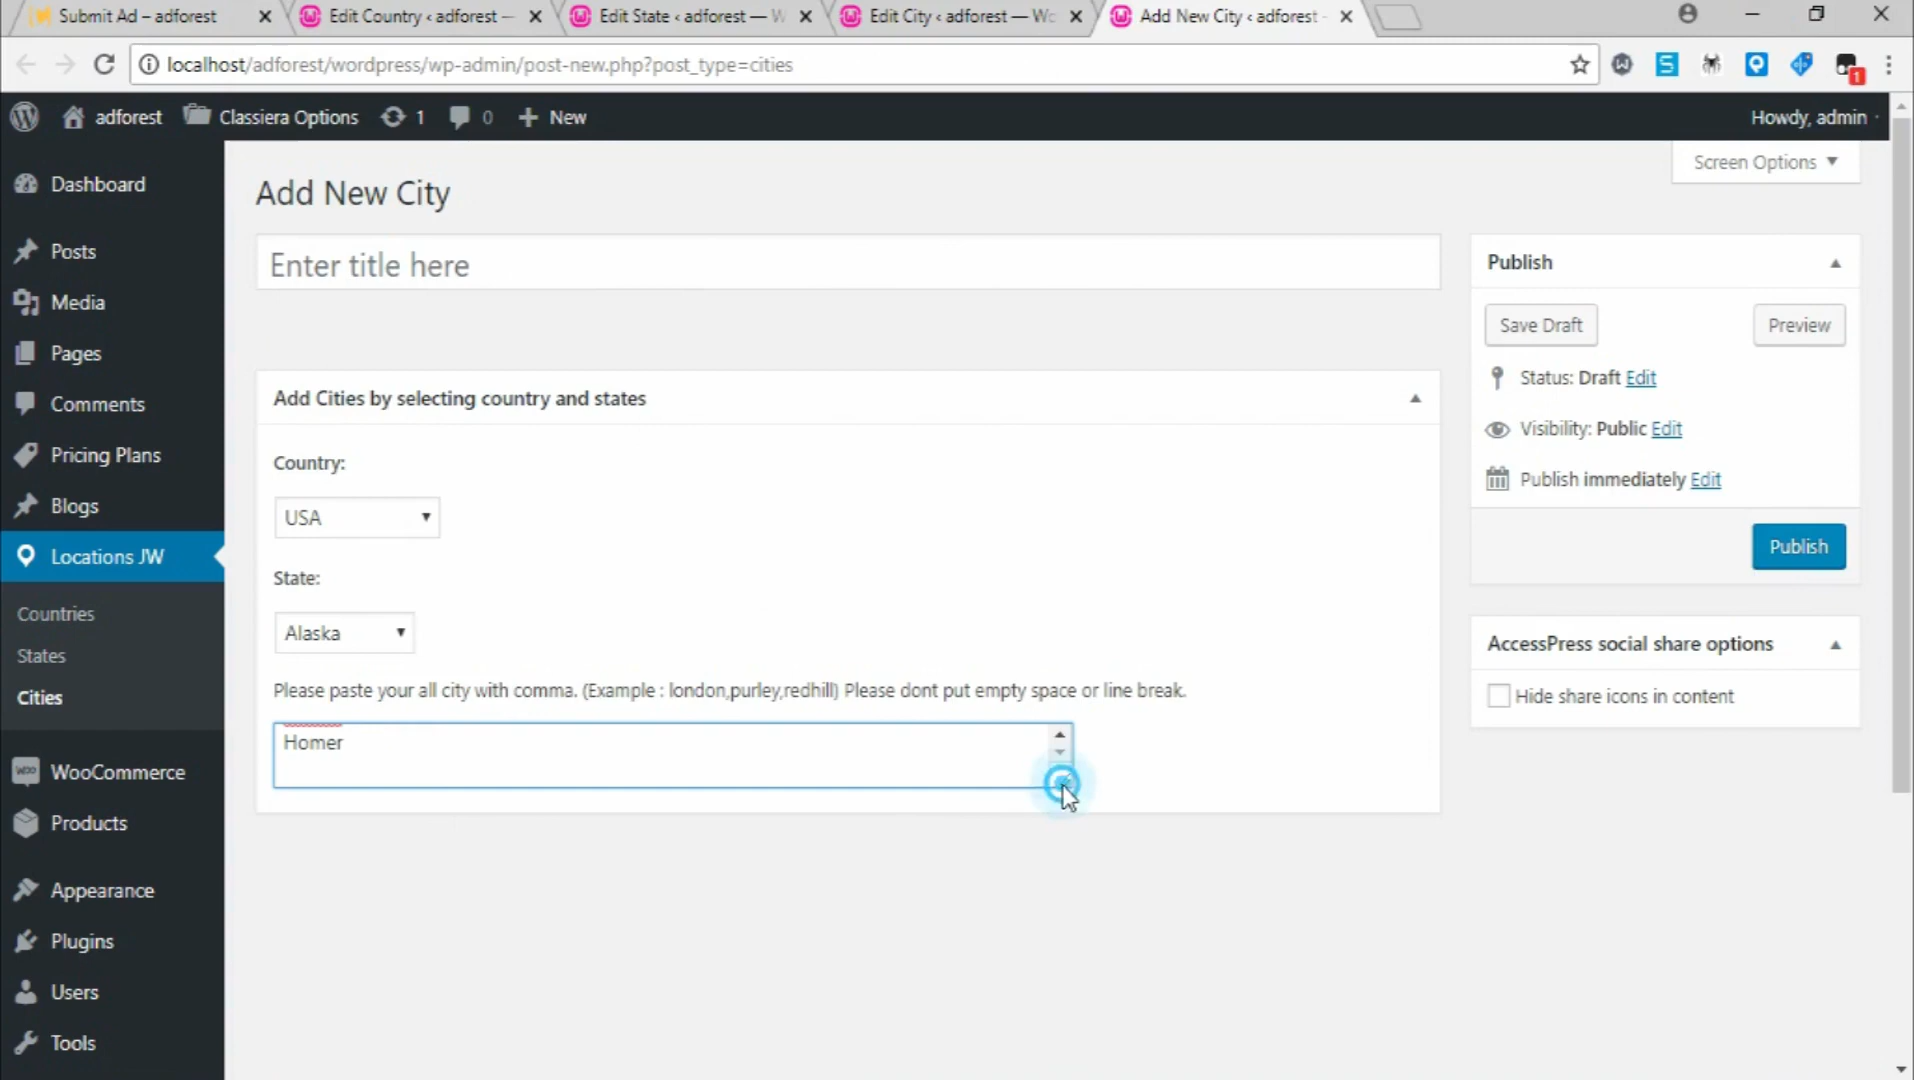 Submit Ad – adforest
Edit Country ‹ adforest —
Edit State ‹ adforest — W
Edit City ‹ adforest — Wo
Add New City ‹ adforest -
localhost/adforest/wordpress/wp-admin/post-new.php?post_type=cities
1
adforest
Classiera Options
1
0
New
Howdy, admin
Screen Options
Dashboard
Posts
Media
Pages
Comments
Pricing Plans
Blogs
Locations JW
Countries
States
Cities
WooCommerce
Products
Appearance
Plugins
Users
Tools
Add New City
Enter title here
Add Cities by selecting country and states
Country:
USA
State:
Alaska
Please paste your all city with comma. (Example : london,purley,redhill) Please dont put empty space or line break.
Homer
Publish
Save Draft
Preview
Status: Draft Edit
Visibility: Public Edit
Publish immediately Edit
Publish
AccessPress social share options
Hide share icons in content